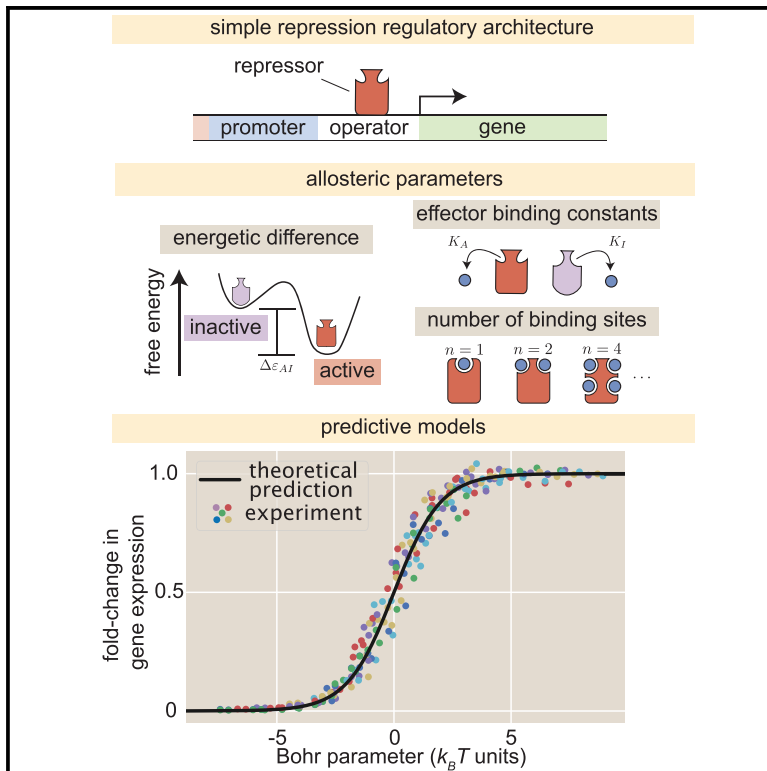 simple repression regulatory architecture
repressor
promoter operator gene
allosteric parameters
energetic difference
free energy
inactive
Δε_AI
active
effector binding constants
K_A K_I
number of binding sites
n = 1 n = 2 n = 4
...
predictive models
fold-change in
gene expression
1.0
0.5
0
theoretical
prediction
experiment
-5 0 5
Bohr parameter (k_BT units)